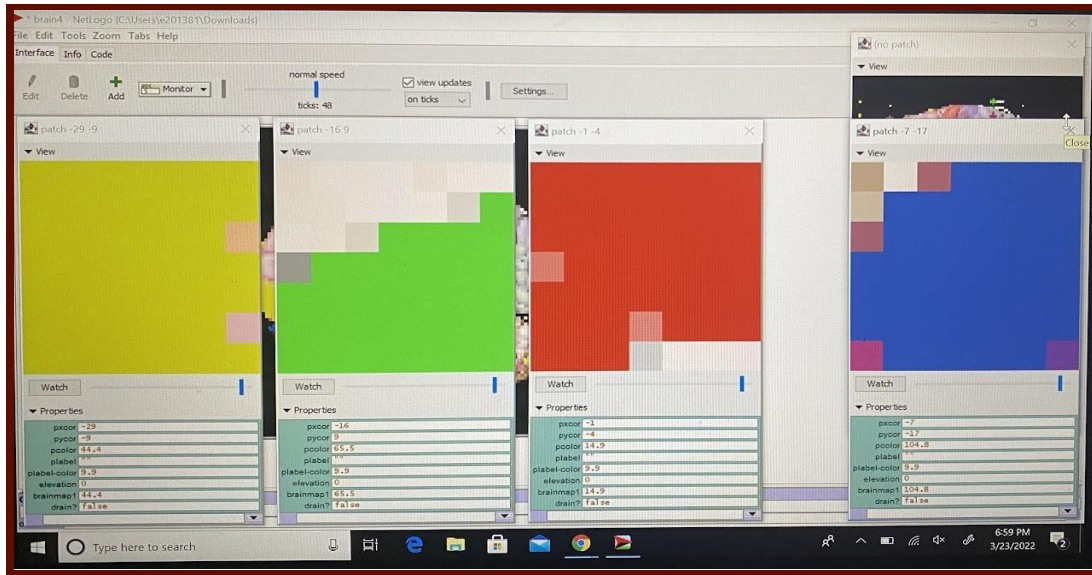 * brain4 - NetLogo {C:\Users\e201381\Downloads}
File Edit Tools Zoom Tabs Help
Interface Info Code
Edit Delete Add Monitor normal speed ticks: 48 view updates on ticks Settings...
(no patch)
View
Close
patch -29 -9
View
Watch
Properties
pxcor -29
pycor -9
pcolor 44.4
plabel ""
plabel-color 9.9
elevation 0
brainmap1 44.4
drain? false
patch -16 9
View
Watch
Properties
pxcor -16
pycor 9
pcolor 65.5
plabel ""
plabel-color 9.9
elevation 0
brainmap1 65.5
drain? false
patch -1 -4
View
Watch
Properties
pxcor -1
pycor -4
pcolor 14.9
plabel ""
plabel-color 9.9
elevation 0
brainmap1 14.9
drain? false
patch -7 -17
View
Watch
Properties
pxcor -7
pycor -17
pcolor 104.8
plabel ""
plabel-color 9.9
elevation 0
brainmap1 104.8
drain? false
Type here to search
6:59 PM
3/23/2022
2